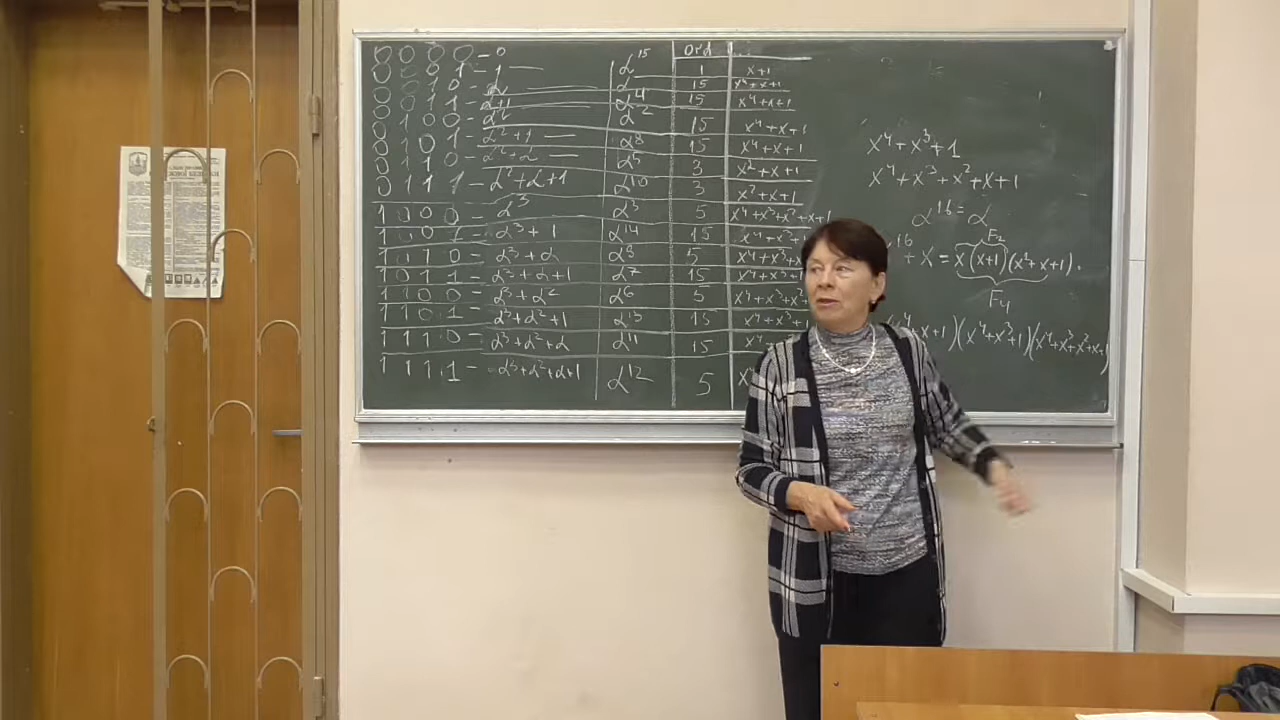 Ord
0 0 0 0 - 0
0 0 0 1 - 1 α¹⁵ 1 x+1
0 0 1 0 - α α 15 x⁴+x+1
0 0 1 1 - α+1 α⁴ 15 x⁴+x+1
0 1 0 0 - α² α² 15 x⁴+x+1
0 1 0 1 - α²+1 α⁸ 15 x⁴+x+1
0 1 1 0 - α²+α α⁵ 3 x²+x+1
0 1 1 1 - α²+α+1 α¹⁰ 3 x²+x+1
1 0 0 0 - α³ α³ 5 x⁴+x³+x²+x+1
1 0 0 1 - α³+1 α¹⁴ 15 x⁴+x³+1
1 0 1 0 - α³+α α⁹ 5 x⁴+x³+x²
1 0 1 1 - α³+α+1 α⁷ 15 x⁴+x³+1
1 1 0 0 - α³+α² α⁶ 5 x⁴+x³+x²
1 1 0 1 - α³+α²+1 α¹³ 15 x⁴+x³+1
1 1 1 0 - α³+α²+α α¹¹ 15 x⁴
1 1 1 1 - α³+α²+α+1 α¹² 5 x
x⁴+x³+1
x⁴+x³+x²+x+1
α¹⁶=α
F₂
¹⁶+x=x(x+1)(x²+x+1).
F₄
x⁴+x+1)(x⁴+x³+1)(x⁴+x³+x²+x+1)